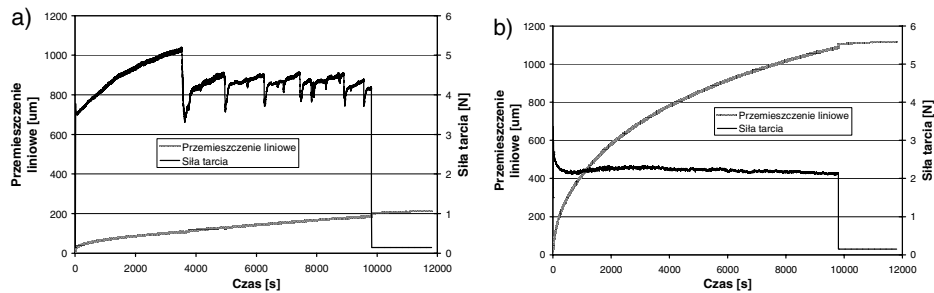 a)
1200
1000
800
600
400
200
0
Przemieszczenie
liniowe [um]
6
5
4
3
2
1
0
Siła tarcia [N]
Przemieszczenie liniowe
Siła tarcia
0 2000 4000 6000 8000 10000 12000
Czas [s]
b)
1200
1000
800
600
400
200
0
Przemieszczenie
liniowe [um]
6
5
4
3
2
1
0
Siła tarcia [N]
Przemieszczenie liniowe
Siła tarcia
0 2000 4000 6000 8000 10000 12000
Czas [s]